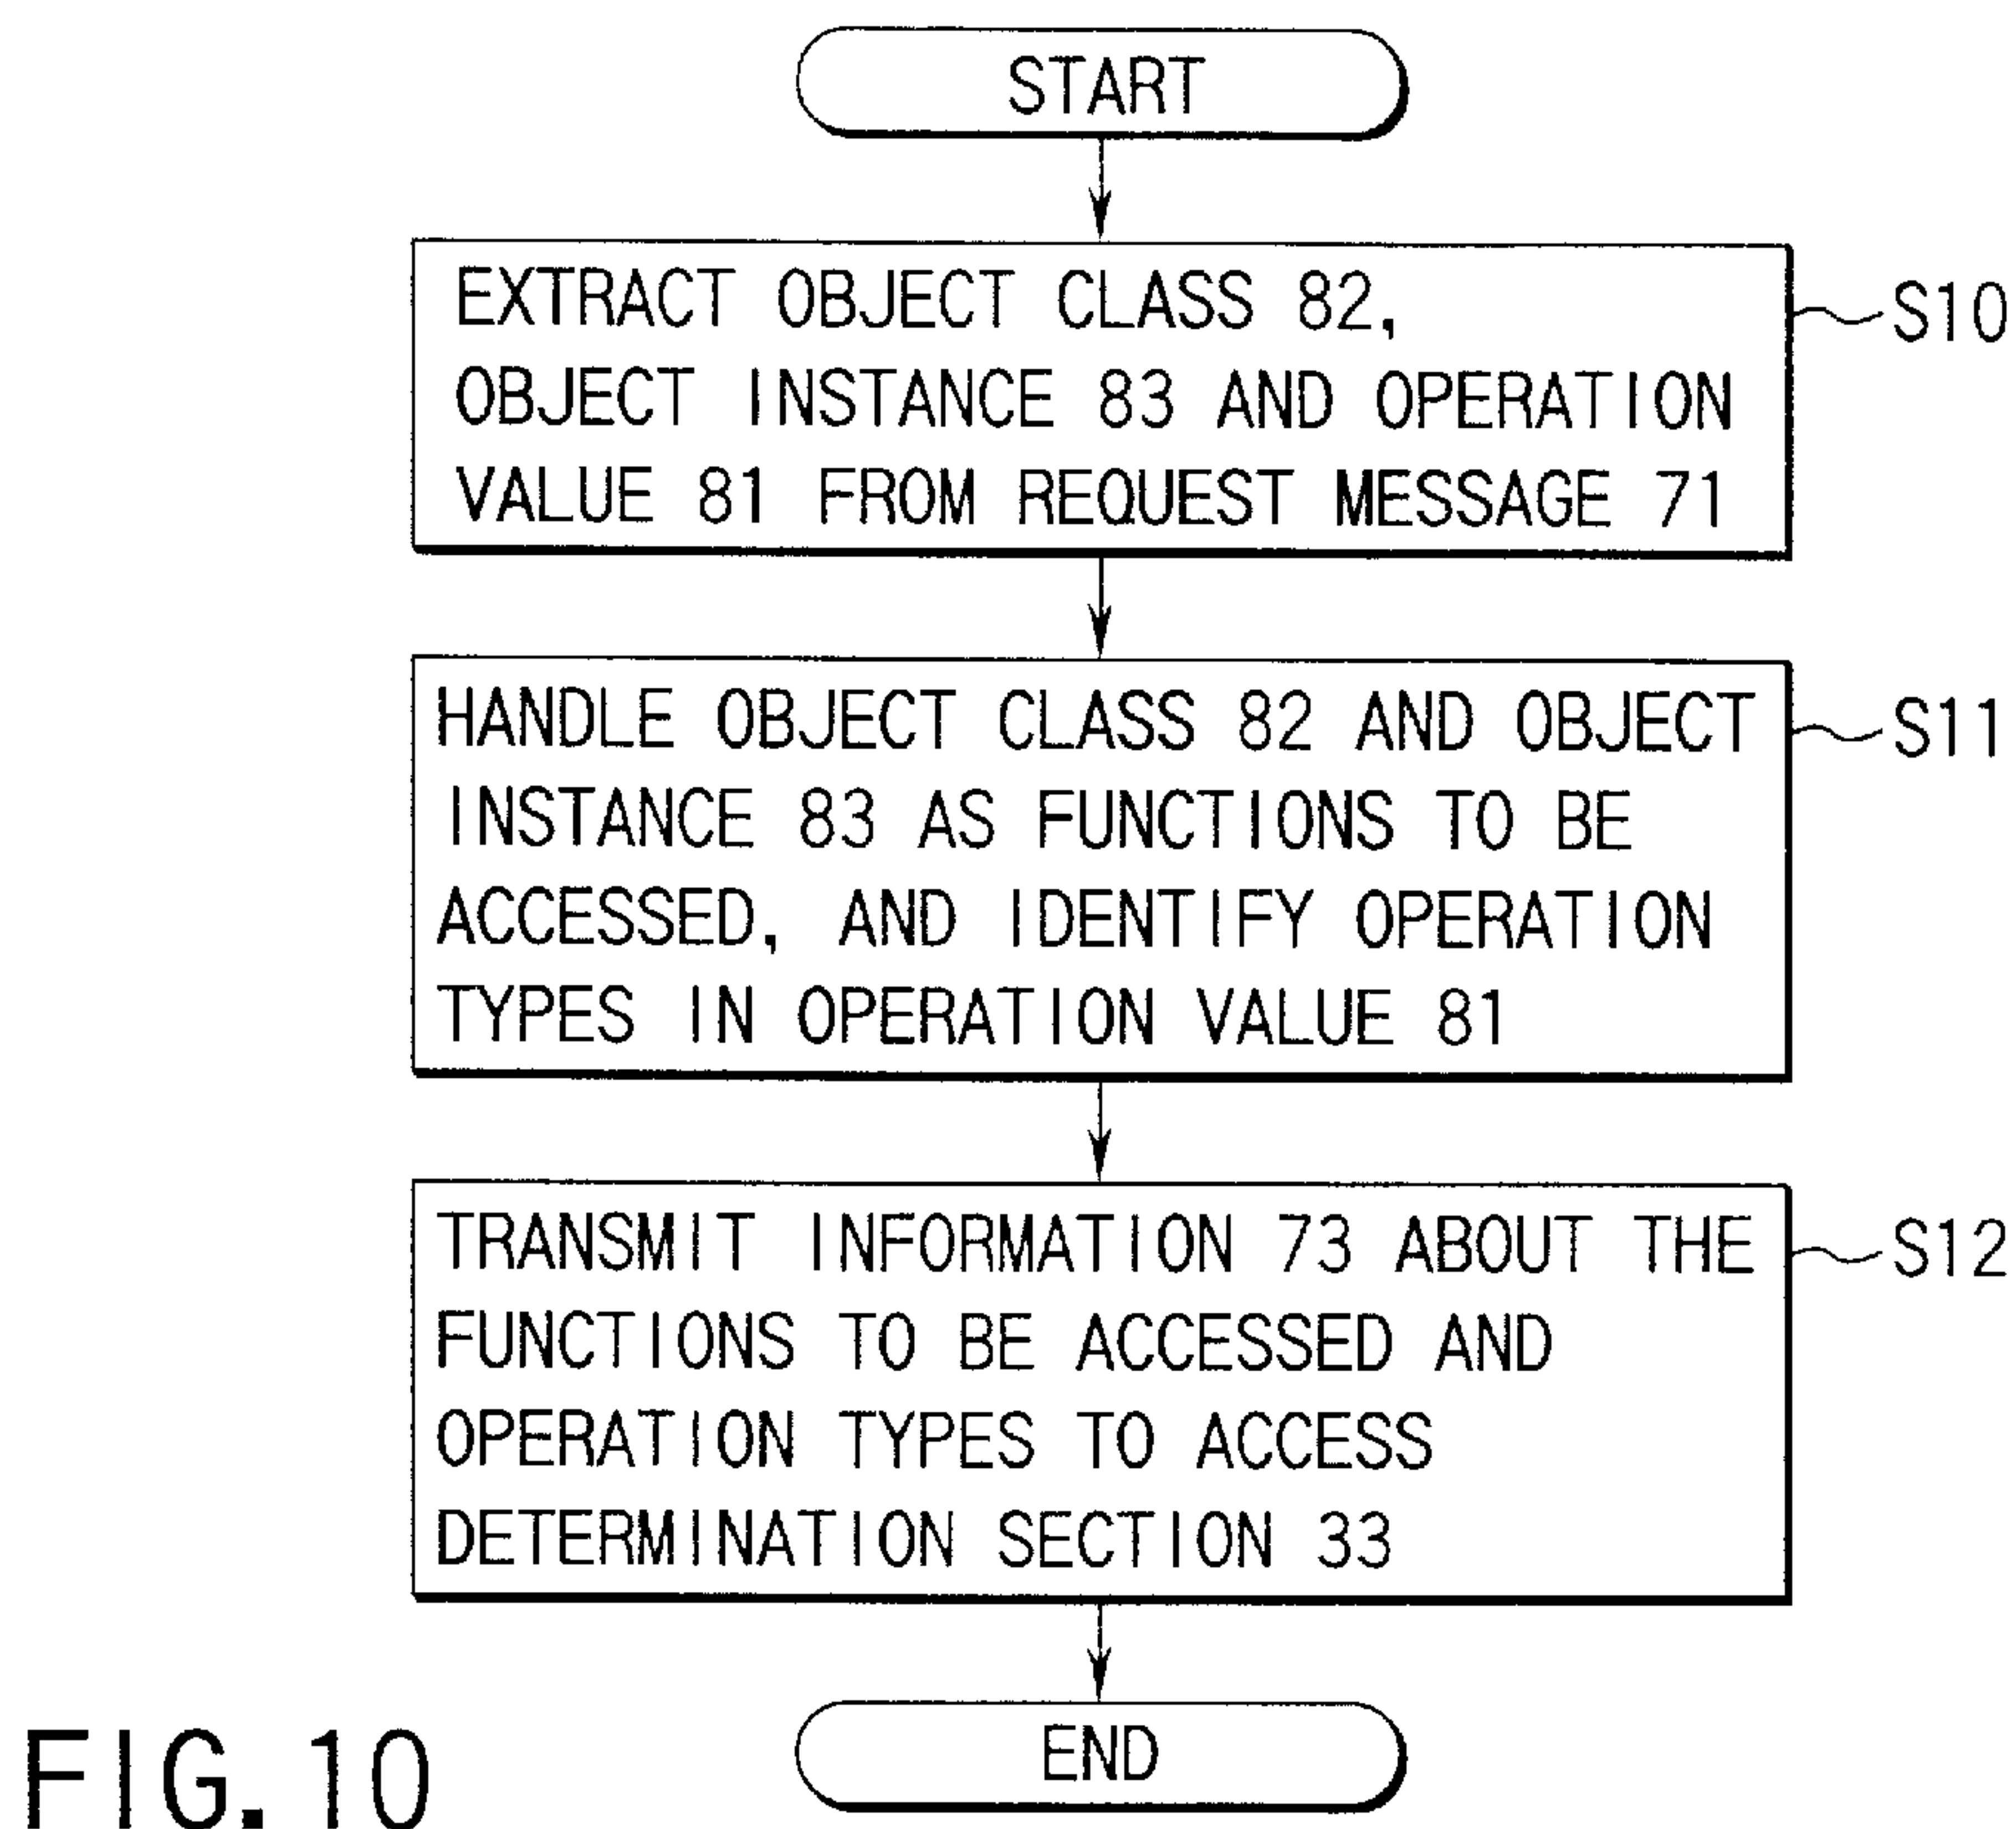 START
EXTRACT OBJECT CLASS 82,
OBJECT INSTANCE 83 AND OPERATION
VALUE 81 FROM REQUEST MESSAGE 71
S10
HANDLE OBJECT CLASS 82 AND OBJECT
INSTANCE 83 AS FUNCTIONS TO BE
ACCESSED, AND IDENTIFY OPERATION
TYPES IN OPERATION VALUE 81
S11
TRANSMIT INFORMATION 73 ABOUT THE
FUNCTIONS TO BE ACCESSED AND
OPERATION TYPES TO ACCESS
DETERMINATION SECTION 33
S12
END
FIG.10